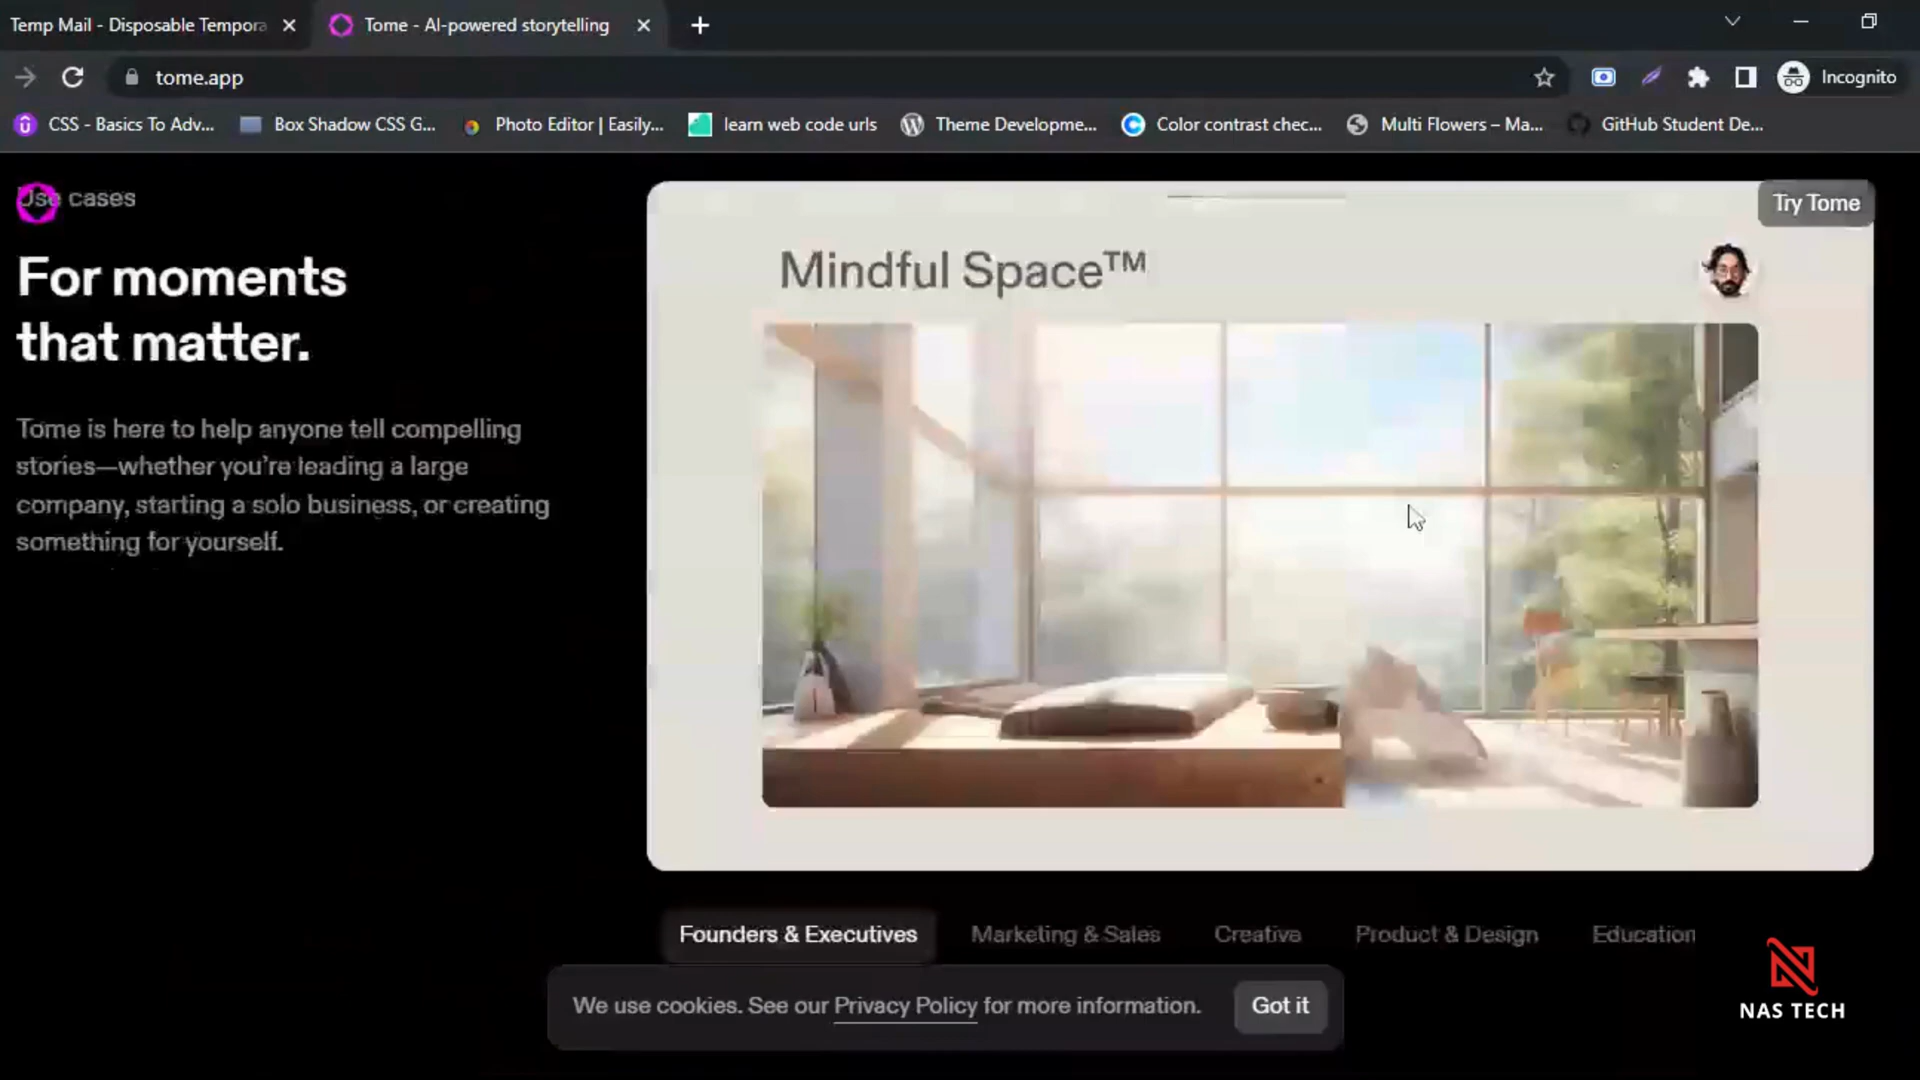 Temp Mail - Disposable Tempora
Tome - AI-powered storytelling
tome.app
Incognito
CSS - Basics To Adv...
Box Shadow CSS G...
Photo Editor | Easily...
learn web code urls
Theme Developme...
Color contrast chec...
Multi Flowers – Ma...
GitHub Student De...
Use cases
Try Tome
For moments
that matter.
Tome is here to help anyone tell compelling
stories—whether you're leading a large
company, starting a solo business, or creating
something for yourself.
Mindful Space™
Founders & Executives
Marketing & Sales
Creative
Product & Design
Education
We use cookies. See our Privacy Policy for more information.
Got it
NAS TECH